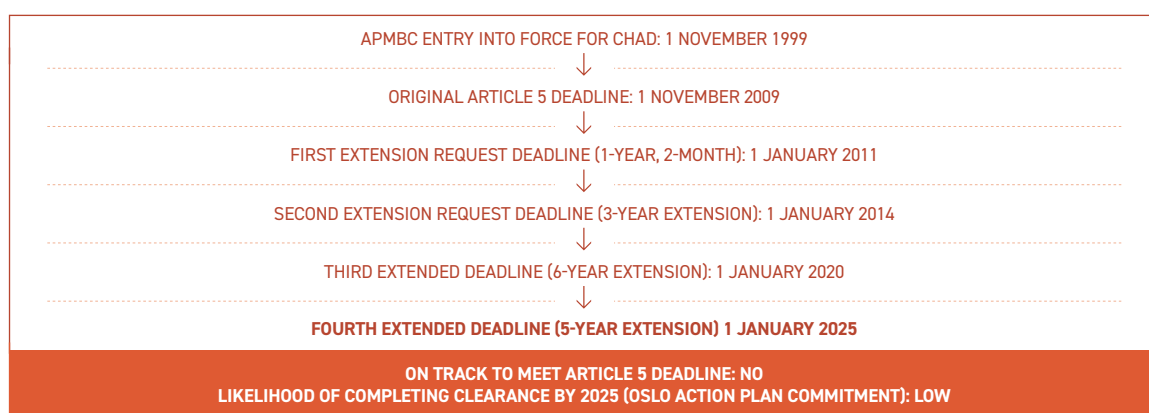 APMBC ENTRY INTO FORCE FOR CHAD: 1 NOVEMBER 1999
ORIGINAL ARTICLE 5 DEADLINE: 1 NOVEMBER 2009
FIRST EXTENSION REQUEST DEADLINE (1-YEAR, 2-MONTH): 1 JANUARY 2011
SECOND EXTENSION REQUEST DEADLINE (3-YEAR EXTENSION): 1 JANUARY 2014
THIRD EXTENDED DEADLINE (6-YEAR EXTENSION): 1 JANUARY 2020
FOURTH EXTENDED DEADLINE (5-YEAR EXTENSION) 1 JANUARY 2025
ON TRACK TO MEET ARTICLE 5 DEADLINE: NO
LIKELIHOOD OF COMPLETING CLEARANCE BY 2025 (OSLO ACTION PLAN COMMITMENT): LOW